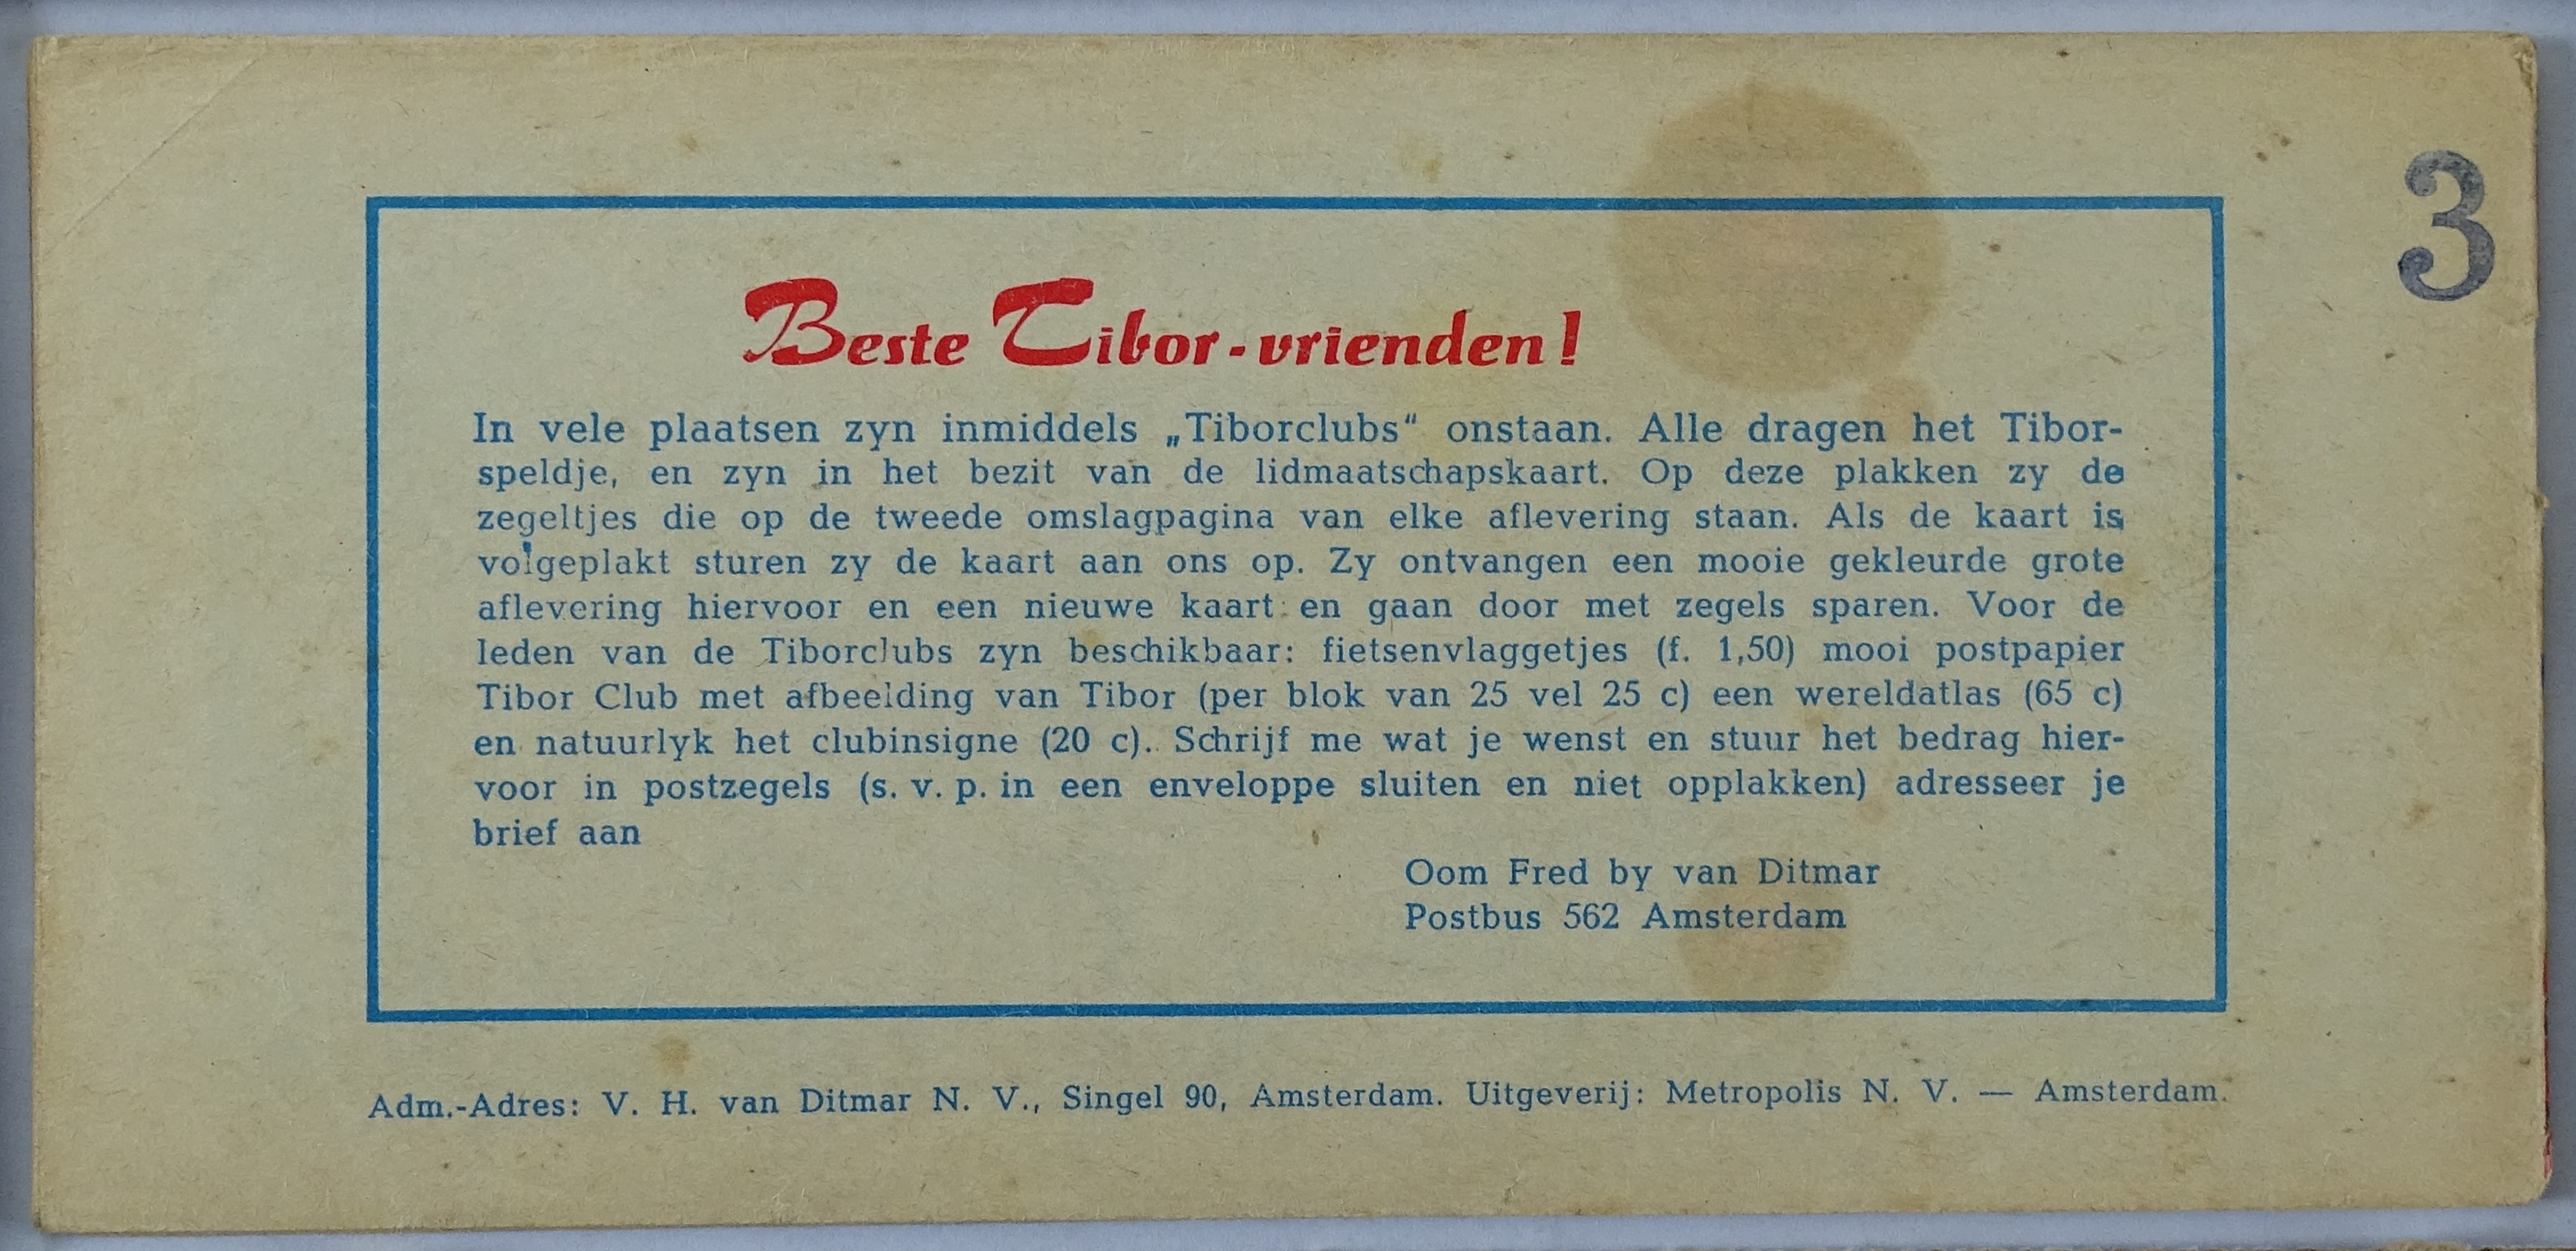 3
Beste Tibor-vrienden!
In vele plaatsen zyn inmiddels „Tiborclubs“ onstaan. Alle dragen het Tibor-
speldje, en zyn in het bezit van de lidmaatschapskaart. Op deze plakken zy de
zegeltjes die op de tweede omslagpagina van elke aflevering staan. Als de kaart is
volgeplakt sturen zy de kaart aan ons op. Zy ontvangen een mooie gekleurde grote
aflevering hiervoor en een nieuwe kaart en gaan door met zegels sparen. Voor de
leden van de Tiborclubs zyn beschikbaar: fietsenvlaggetjes (f. 1,50) mooi postpapier
Tibor Club met afbeelding van Tibor (per blok van 25 vel 25 c) een wereldatlas (65 c)
en natuurlyk het clubinsigne (20 c). Schrijf me wat je wenst en stuur het bedrag hier-
voor in postzegels (s. v. p. in een enveloppe sluiten en niet opplakken) adresseer je
brief aan
Oom Fred by van Ditmar
Postbus 562 Amsterdam
Adm.-Adres: V. H. van Ditmar N. V., Singel 90, Amsterdam. Uitgeverij: Metropolis N. V. — Amsterdam.